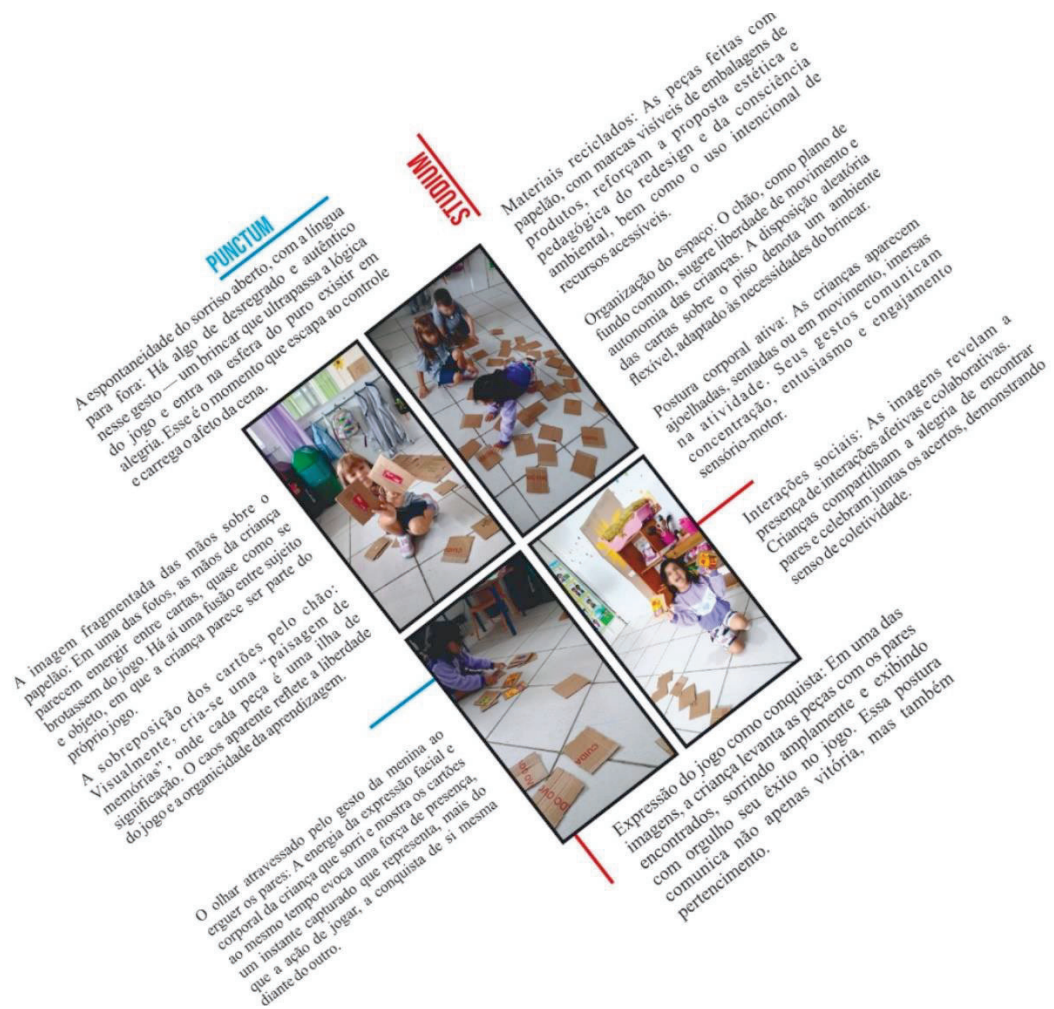 PUNCTUM
A espontaneidade do sorriso aberto, com a língua
para fora: Há algo de desregrado e autêntico
nesse gesto — um brincar que ultrapassa a lógica
do jogo e entra na esfera do puro existir em
alegria. Esse é o momento que escapa ao controle
e carrega o afeto da cena.
A imagem fragmentada das mãos sobre o
papelão: Em uma das fotos, as mãos da criança
parecem emergir entre cartas, quase como se
brotassem do jogo. Há aí uma fusão entre sujeito
e objeto, em que a criança parece ser parte do
próprio jogo.
A sobreposição dos cartões pelo chão:
Visualmente, cria-se uma "paisagem de
memórias", onde cada peça é uma ilha de
significação. O caos aparente reflete a liberdade
do jogo e a organicidade da aprendizagem.
O olhar atravessado pelo gesto da menina ao
erguer os pares: A energia da expressão facial e
corporal da criança que sorri e mostra os cartões
ao mesmo tempo evoca uma força de presença,
um instante capturado que representa, mais do
que a ação de jogar, a conquista de si mesma
diante do outro.
STUDIUM
Materiais reciclados: As peças feitas com
papelão, com marcas visíveis de embalagens de
produtos, reforçam a proposta estética e
pedagógica do redesign e da consciência
ambiental, bem como o uso intencional de
recursos acessíveis.
Organização do espaço: O chão, como plano de
fundo comum, sugere liberdade de movimento e
autonomia das crianças. A disposição aleatória
das cartas sobre o piso denota um ambiente
flexível, adaptado às necessidades do brincar.
Postura corporal ativa: As crianças aparecem
ajoelhadas, sentadas ou em movimento, imersas
na atividade. Seus gestos comunicam
concentração, entusiasmo e engajamento
sensório-motor.
Interações sociais: As imagens revelam a
presença de interações afetivas e colaborativas.
Crianças compartilham a alegria de encontrar
pares e celebram juntas os acertos, demonstrando
senso de coletividade.
Expressão do jogo como conquista: Em uma das
imagens, a criança levanta as peças com os pares
encontrados, sorrindo amplamente e exibindo
com orgulho seu êxito no jogo. Essa postura
comunica não apenas vitória, mas também
pertencimento.
CUIDA